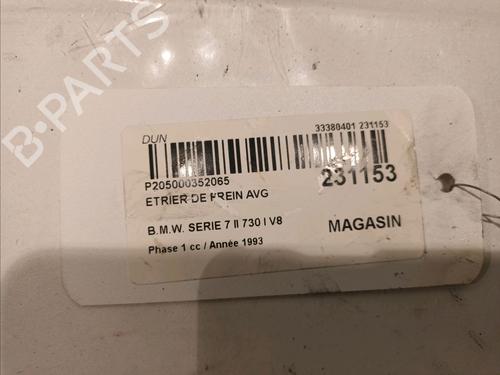 B-PARTS
DUN
33380401 231153
P205000352065
231153
ETRIER DE FREIN AVG
B.M.W. SERIE 7 II 730 I V8
MAGASIN
Phase 1 cc / Année 1993